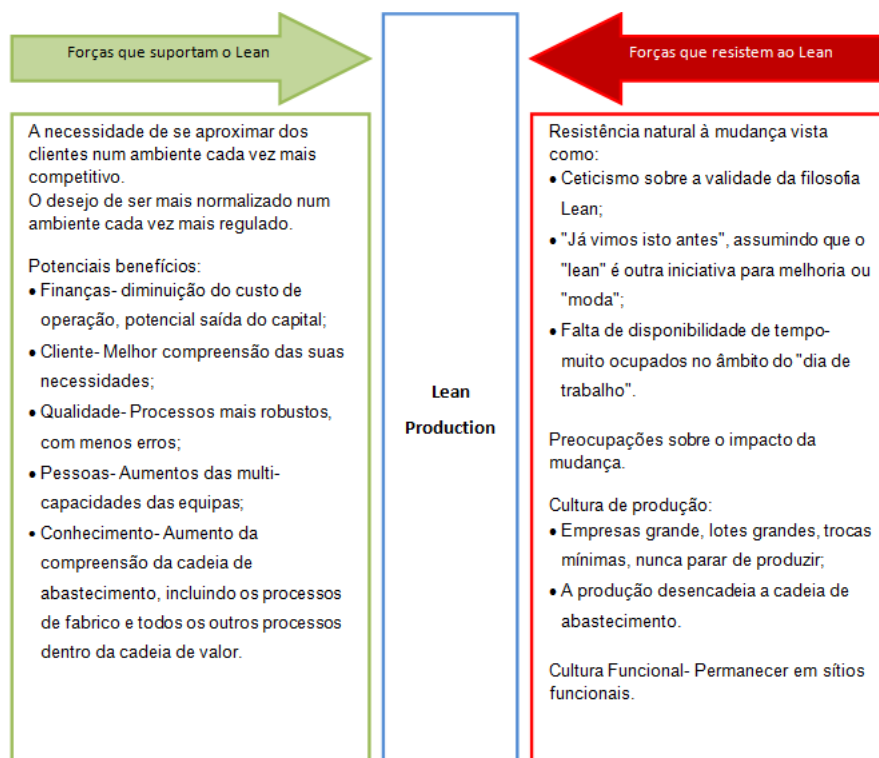 Forças que suportam o Lean
A necessidade de se aproximar dos
clientes num ambiente cada vez mais
competitivo.
O desejo de ser mais normalizado num
ambiente cada vez mais regulado.
Potenciais benefícios:
• Finanças- diminuição do custo de
operação, potencial saída do capital;
• Cliente- Melhor compreensão das suas
necessidades;
• Qualidade- Processos mais robustos,
com menos erros;
• Pessoas- Aumentos das multi-
capacidades das equipas;
• Conhecimento- Aumento da
compreensão da cadeia de
abastecimento, incluindo os processos
de fabrico e todos os outros processos
dentro da cadeia de valor.
Lean
Production
Forças que resistem ao Lean
Resistência natural à mudança vista
como:
• Ceticismo sobre a validade da filosofia
Lean;
• "Já vimos isto antes", assumindo que o
"lean" é outra iniciativa para melhoria ou
"moda";
• Falta de disponibilidade de tempo-
muito ocupados no âmbito do "dia de
trabalho".
Preocupações sobre o impacto da
mudança.
Cultura de produção:
• Empresas grande, lotes grandes, trocas
mínimas, nunca parar de produzir;
• A produção desencadeia a cadeia de
abastecimento.
Cultura Funcional- Permanecer em sítios
funcionais.